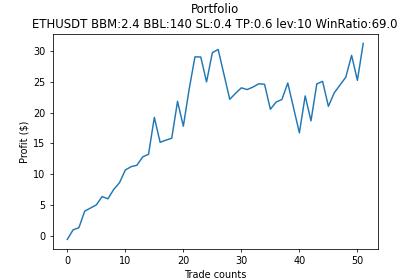 Portfolio
ETHUSDT BBM:2.4 BBL:140 SL:0.4 TP:0.6 lev:10 WinRatio:69.0
30
25
20
15
10
5
0
Profit ($)
0 10 20 30 40 50
Trade counts